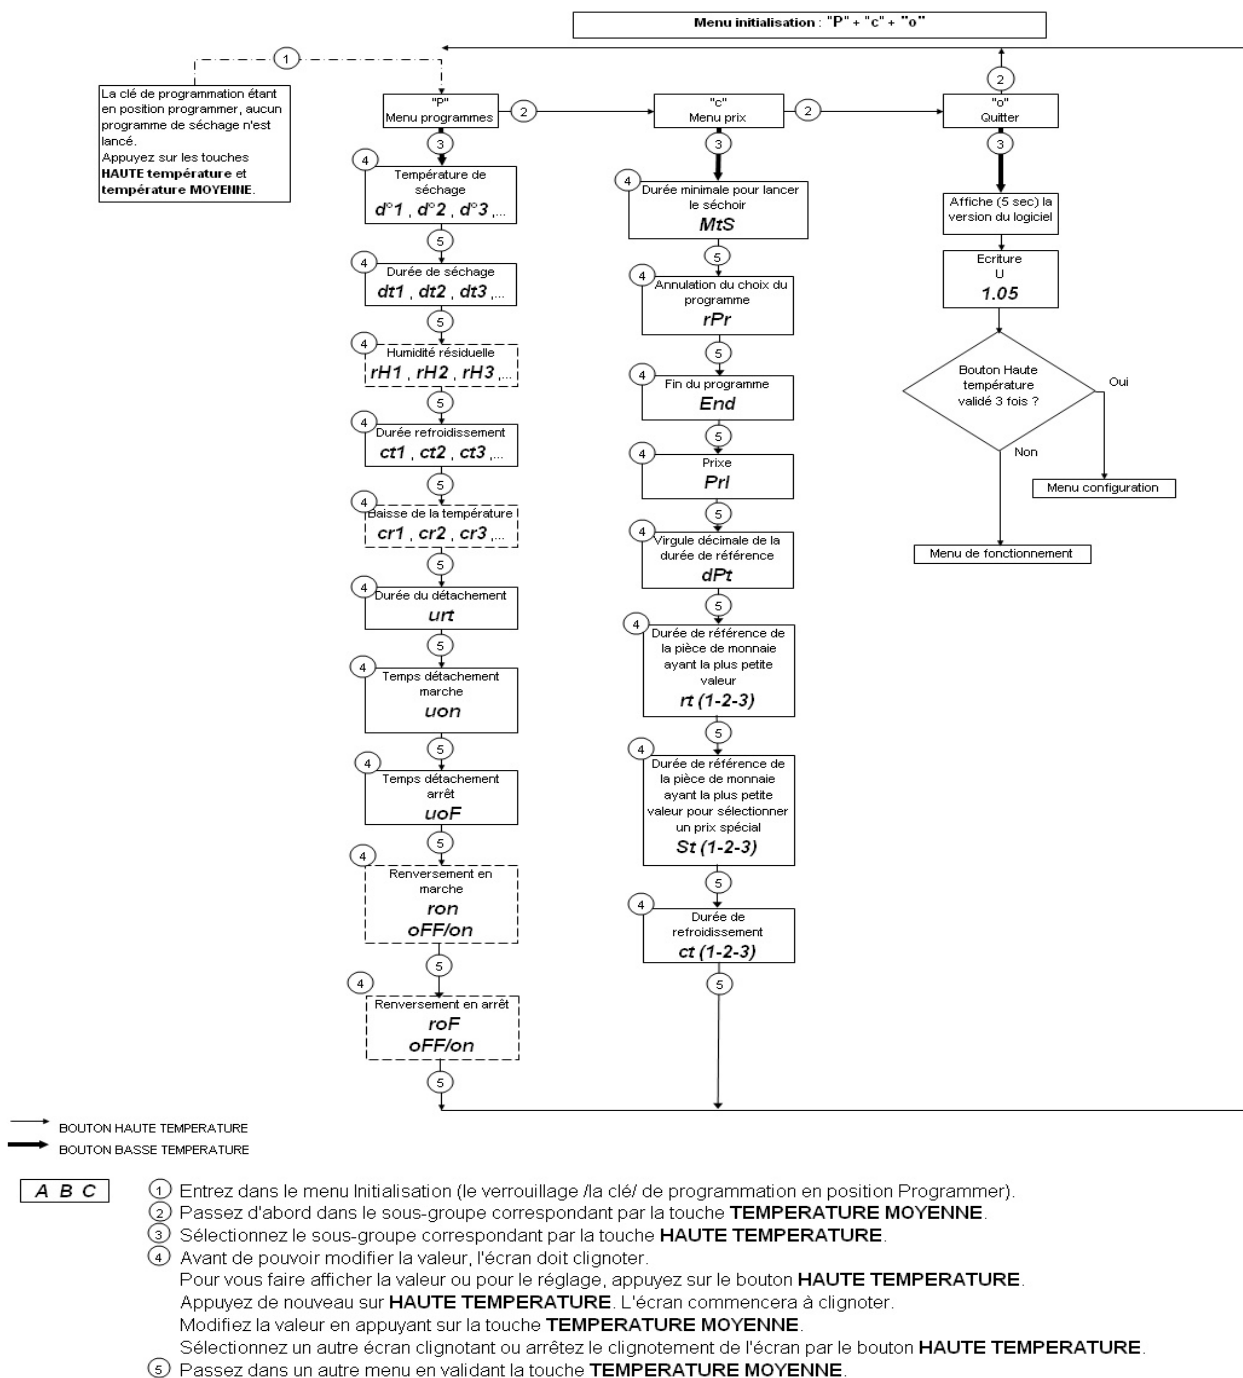 Menu initialisation : "P" + "c" + "o"
1
La clé de programmation étant
en position programmer, aucun
programme de séchage n'est
lancé.
Appuyez sur les touches
HAUTE température et
température MOYENNE.
"P"
Menu programmes
2
"c"
Menu prix
2
"o"
Quitter
2
3
4
Température de
séchage
d°1 , d°2 , d°3 ,...
5
4
Durée de séchage
dt1 , dt2 , dt3 ,...
5
4
Humidité résiduelle
rH1 , rH2 , rH3 ,...
5
4
Durée refroidissement
ct1 , ct2 , ct3 ,...
5
4
Baisse de la température
cr1 , cr2 , cr3 ,...
5
4
Durée du détachement
urt
5
4
Temps détachement
marche
uon
5
4
Temps détachement
arrêt
uoF
5
4
Renversement en
marche
ron
oFF/on
5
4
Renversement en arrêt
roF
oFF/on
5
3
4
Durée minimale pour lancer
le séchoir
MtS
5
4
Annulation du choix du
programme
rPr
5
4
Fin du programme
End
5
4
Prixe
PrI
5
4
Virgule décimale de la
durée de référence
dPt
5
4
Durée de référence de
la pièce de monnaie
ayant la plus petite
valeur
rt (1-2-3)
5
4
Durée de référence de
la pièce de monnaie
ayant la plus petite
valeur pour sélectionner
un prix spécial
St (1-2-3)
5
4
Durée de
refroidissement
ct (1-2-3)
5
3
Affiche (5 sec) la
version du logiciel
Ecriture
U
1.05
Bouton Haute
température
validé 3 fois ?
Oui
Non
Menu configuration
Menu de fonctionnement
BOUTON HAUTE TEMPERATURE
BOUTON BASSE TEMPERATURE
A B C
1 Entrez dans le menu Initialisation (le verrouillage /la clé/ de programmation en position Programmer).
2 Passez d'abord dans le sous-groupe correspondant par la touche TEMPERATURE MOYENNE.
3 Sélectionnez le sous-groupe correspondant par la touche HAUTE TEMPERATURE.
4 Avant de pouvoir modifier la valeur, l'écran doit clignoter.
Pour vous faire afficher la valeur ou pour le réglage, appuyez sur le bouton HAUTE TEMPERATURE.
Appuyez de nouveau sur HAUTE TEMPERATURE. L'écran commencera à clignoter.
Modifiez la valeur en appuyant sur la touche TEMPERATURE MOYENNE.
Sélectionnez un autre écran clignotant ou arrêtez le clignotement de l'écran par le bouton HAUTE TEMPERATURE.
5 Passez dans un autre menu en validant la touche TEMPERATURE MOYENNE.